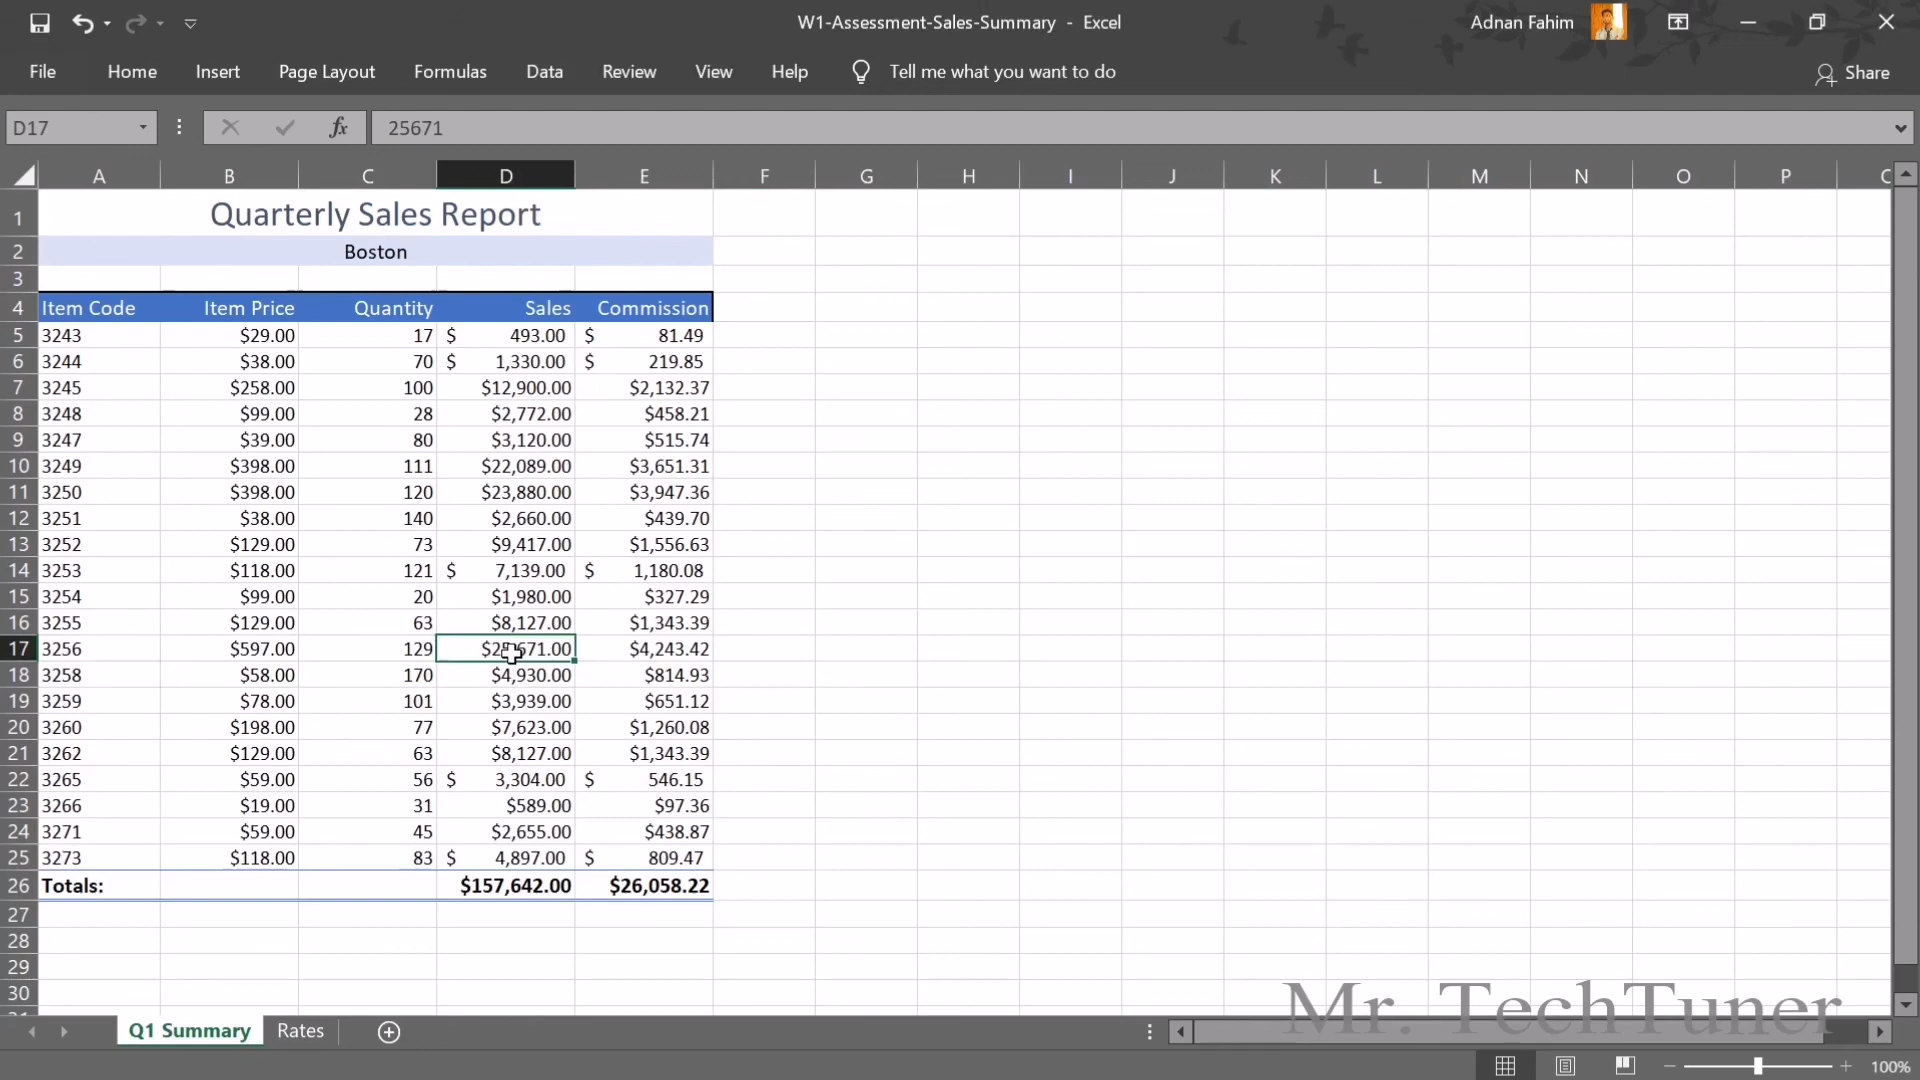 W1-Assessment-Sales-Summary - Excel
Adnan Fahim
File Home Insert Page Layout Formulas Data Review View Help Tell me what you want to do Share
D17 fx 25671
A B C D E F G H I J K L M N O P
1 Quarterly Sales Report
2 Boston
3
4 Item Code Item Price Quantity Sales Commission
5 3243 $29.00 17 $ 493.00 $ 81.49
6 3244 $38.00 70 $ 1,330.00 $ 219.85
7 3245 $258.00 100 $12,900.00 $2,132.37
8 3248 $99.00 28 $2,772.00 $458.21
9 3247 $39.00 80 $3,120.00 $515.74
10 3249 $398.00 111 $22,089.00 $3,651.31
11 3250 $398.00 120 $23,880.00 $3,947.36
12 3251 $38.00 140 $2,660.00 $439.70
13 3252 $129.00 73 $9,417.00 $1,556.63
14 3253 $118.00 121 $ 7,139.00 $ 1,180.08
15 3254 $99.00 20 $1,980.00 $327.29
16 3255 $129.00 63 $8,127.00 $1,343.39
17 3256 $597.00 129 $25,671.00 $4,243.42
18 3258 $58.00 170 $4,930.00 $814.93
19 3259 $78.00 101 $3,939.00 $651.12
20 3260 $198.00 77 $7,623.00 $1,260.08
21 3262 $129.00 63 $8,127.00 $1,343.39
22 3265 $59.00 56 $ 3,304.00 $ 546.15
23 3266 $19.00 31 $589.00 $97.36
24 3271 $59.00 45 $2,655.00 $438.87
25 3273 $118.00 83 $ 4,897.00 $ 809.47
26 Totals: $157,642.00 $26,058.22
27
28
29
30
Mr. TechTuner
Q1 Summary Rates
100%